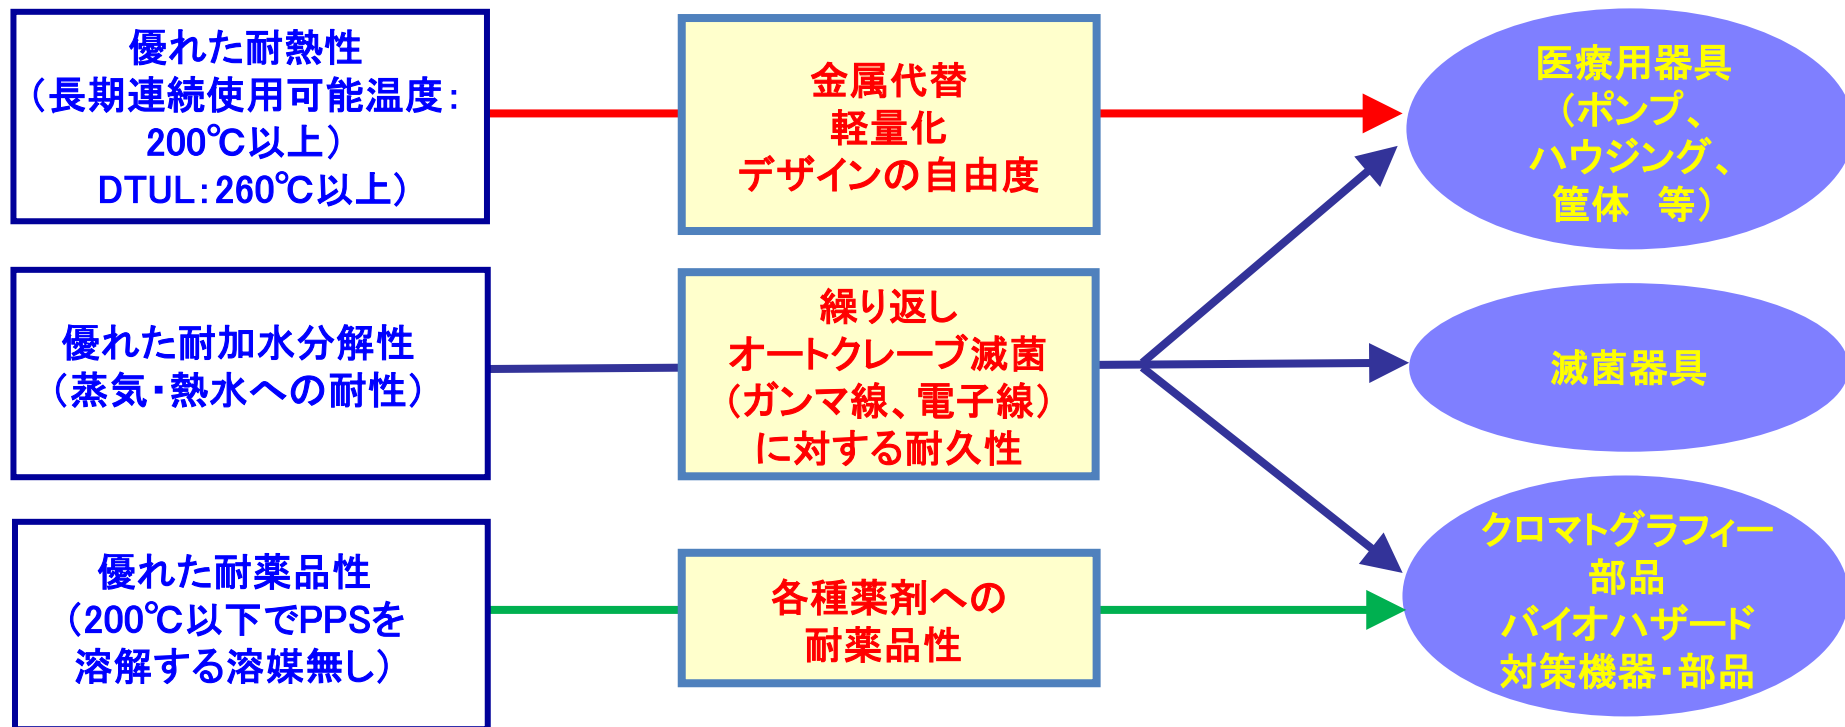 優れた耐熱性
（長期連続使用可能温度：
200℃以上）
DTUL：260℃以上）
金属代替
軽量化
デザインの自由度
医療用器具
（ポンプ、
ハウジング、
筐体　等）
優れた耐加水分解性
（蒸気・熱水への耐性）
繰り返し
オートクレーブ滅菌
（ガンマ線、電子線）
に対する耐久性
滅菌器具
優れた耐薬品性
（200℃以下でPPSを
溶解する溶媒無し）
各種薬剤への
耐薬品性
クロマトグラフィー
部品
バイオハザード
対策機器・部品